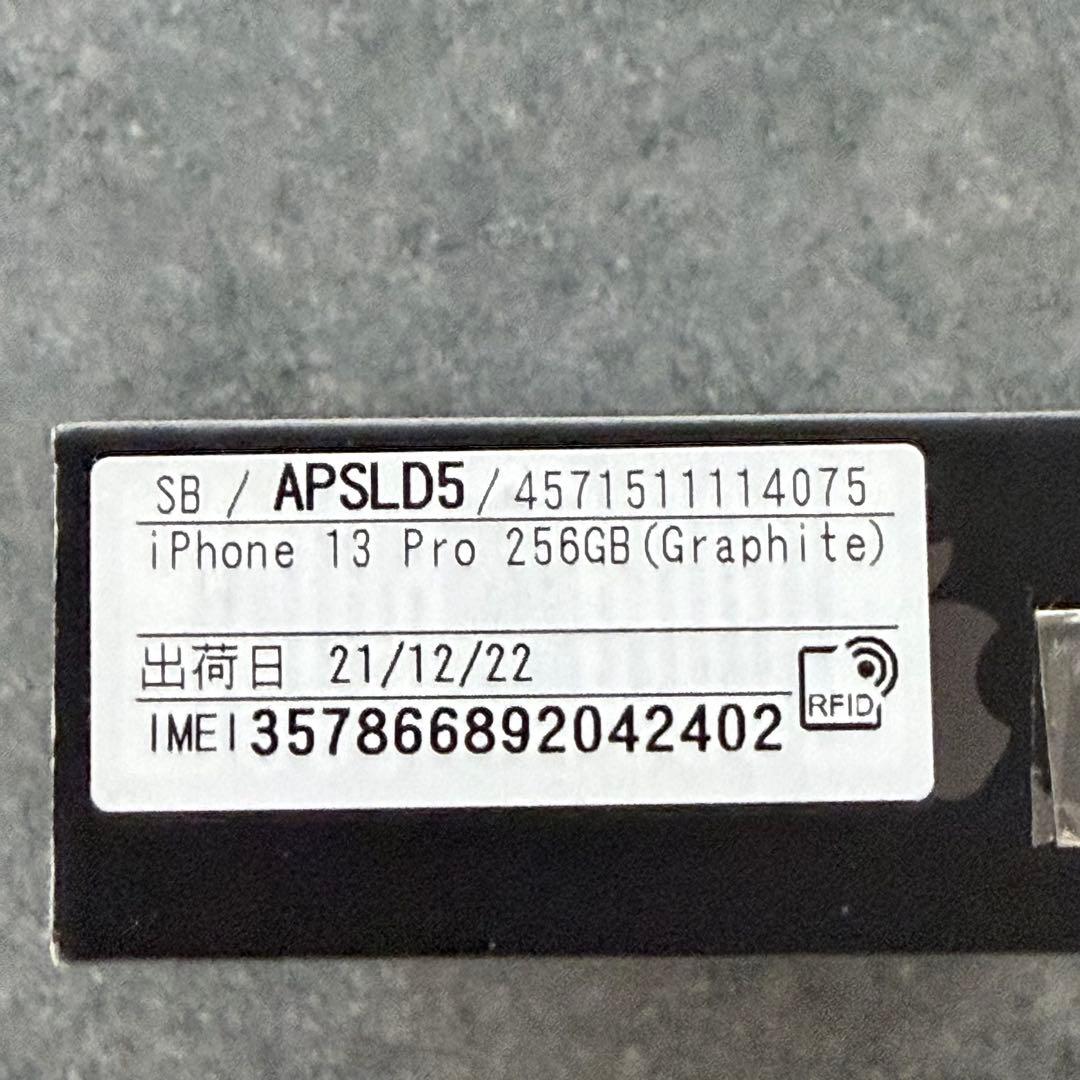 SB / APSLD5 / 4571511114075
iPhone 13 Pro 256GB(Graphite)
出荷日 21/12/22
IMEI 357866892042402
RFID